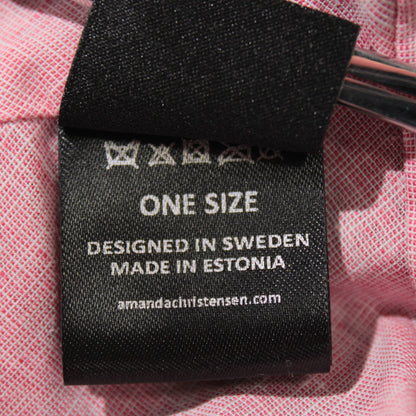 ONE SIZE
DESIGNED IN SWEDEN
MADE IN ESTONIA
amandachristensen.com